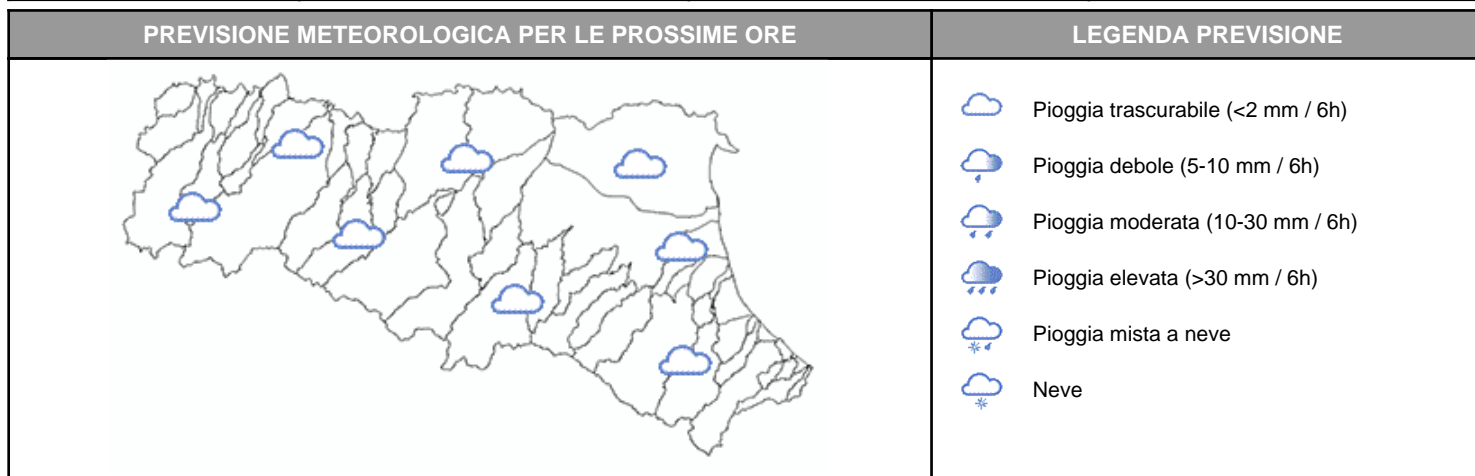 PREVISIONE METEOROLOGICA PER LE PROSSIME ORE
LEGENDA PREVISIONE
Pioggia trascurabile (<2 mm / 6h)
Pioggia debole (5-10 mm / 6h)
Pioggia moderata (10-30 mm / 6h)
Pioggia elevata (>30 mm / 6h)
Pioggia mista a neve
Neve